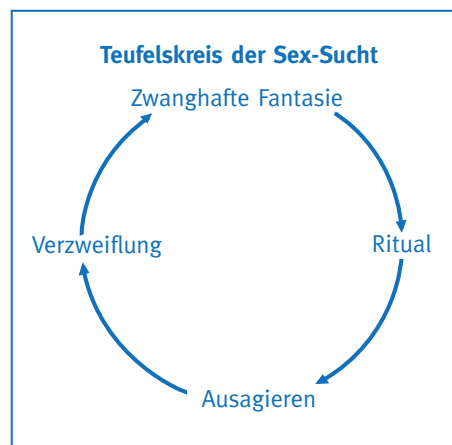 Teufelskreis der Sex-Sucht
Zwanghafte Fantasie
Ritual
Ausagieren
Verzweiflung